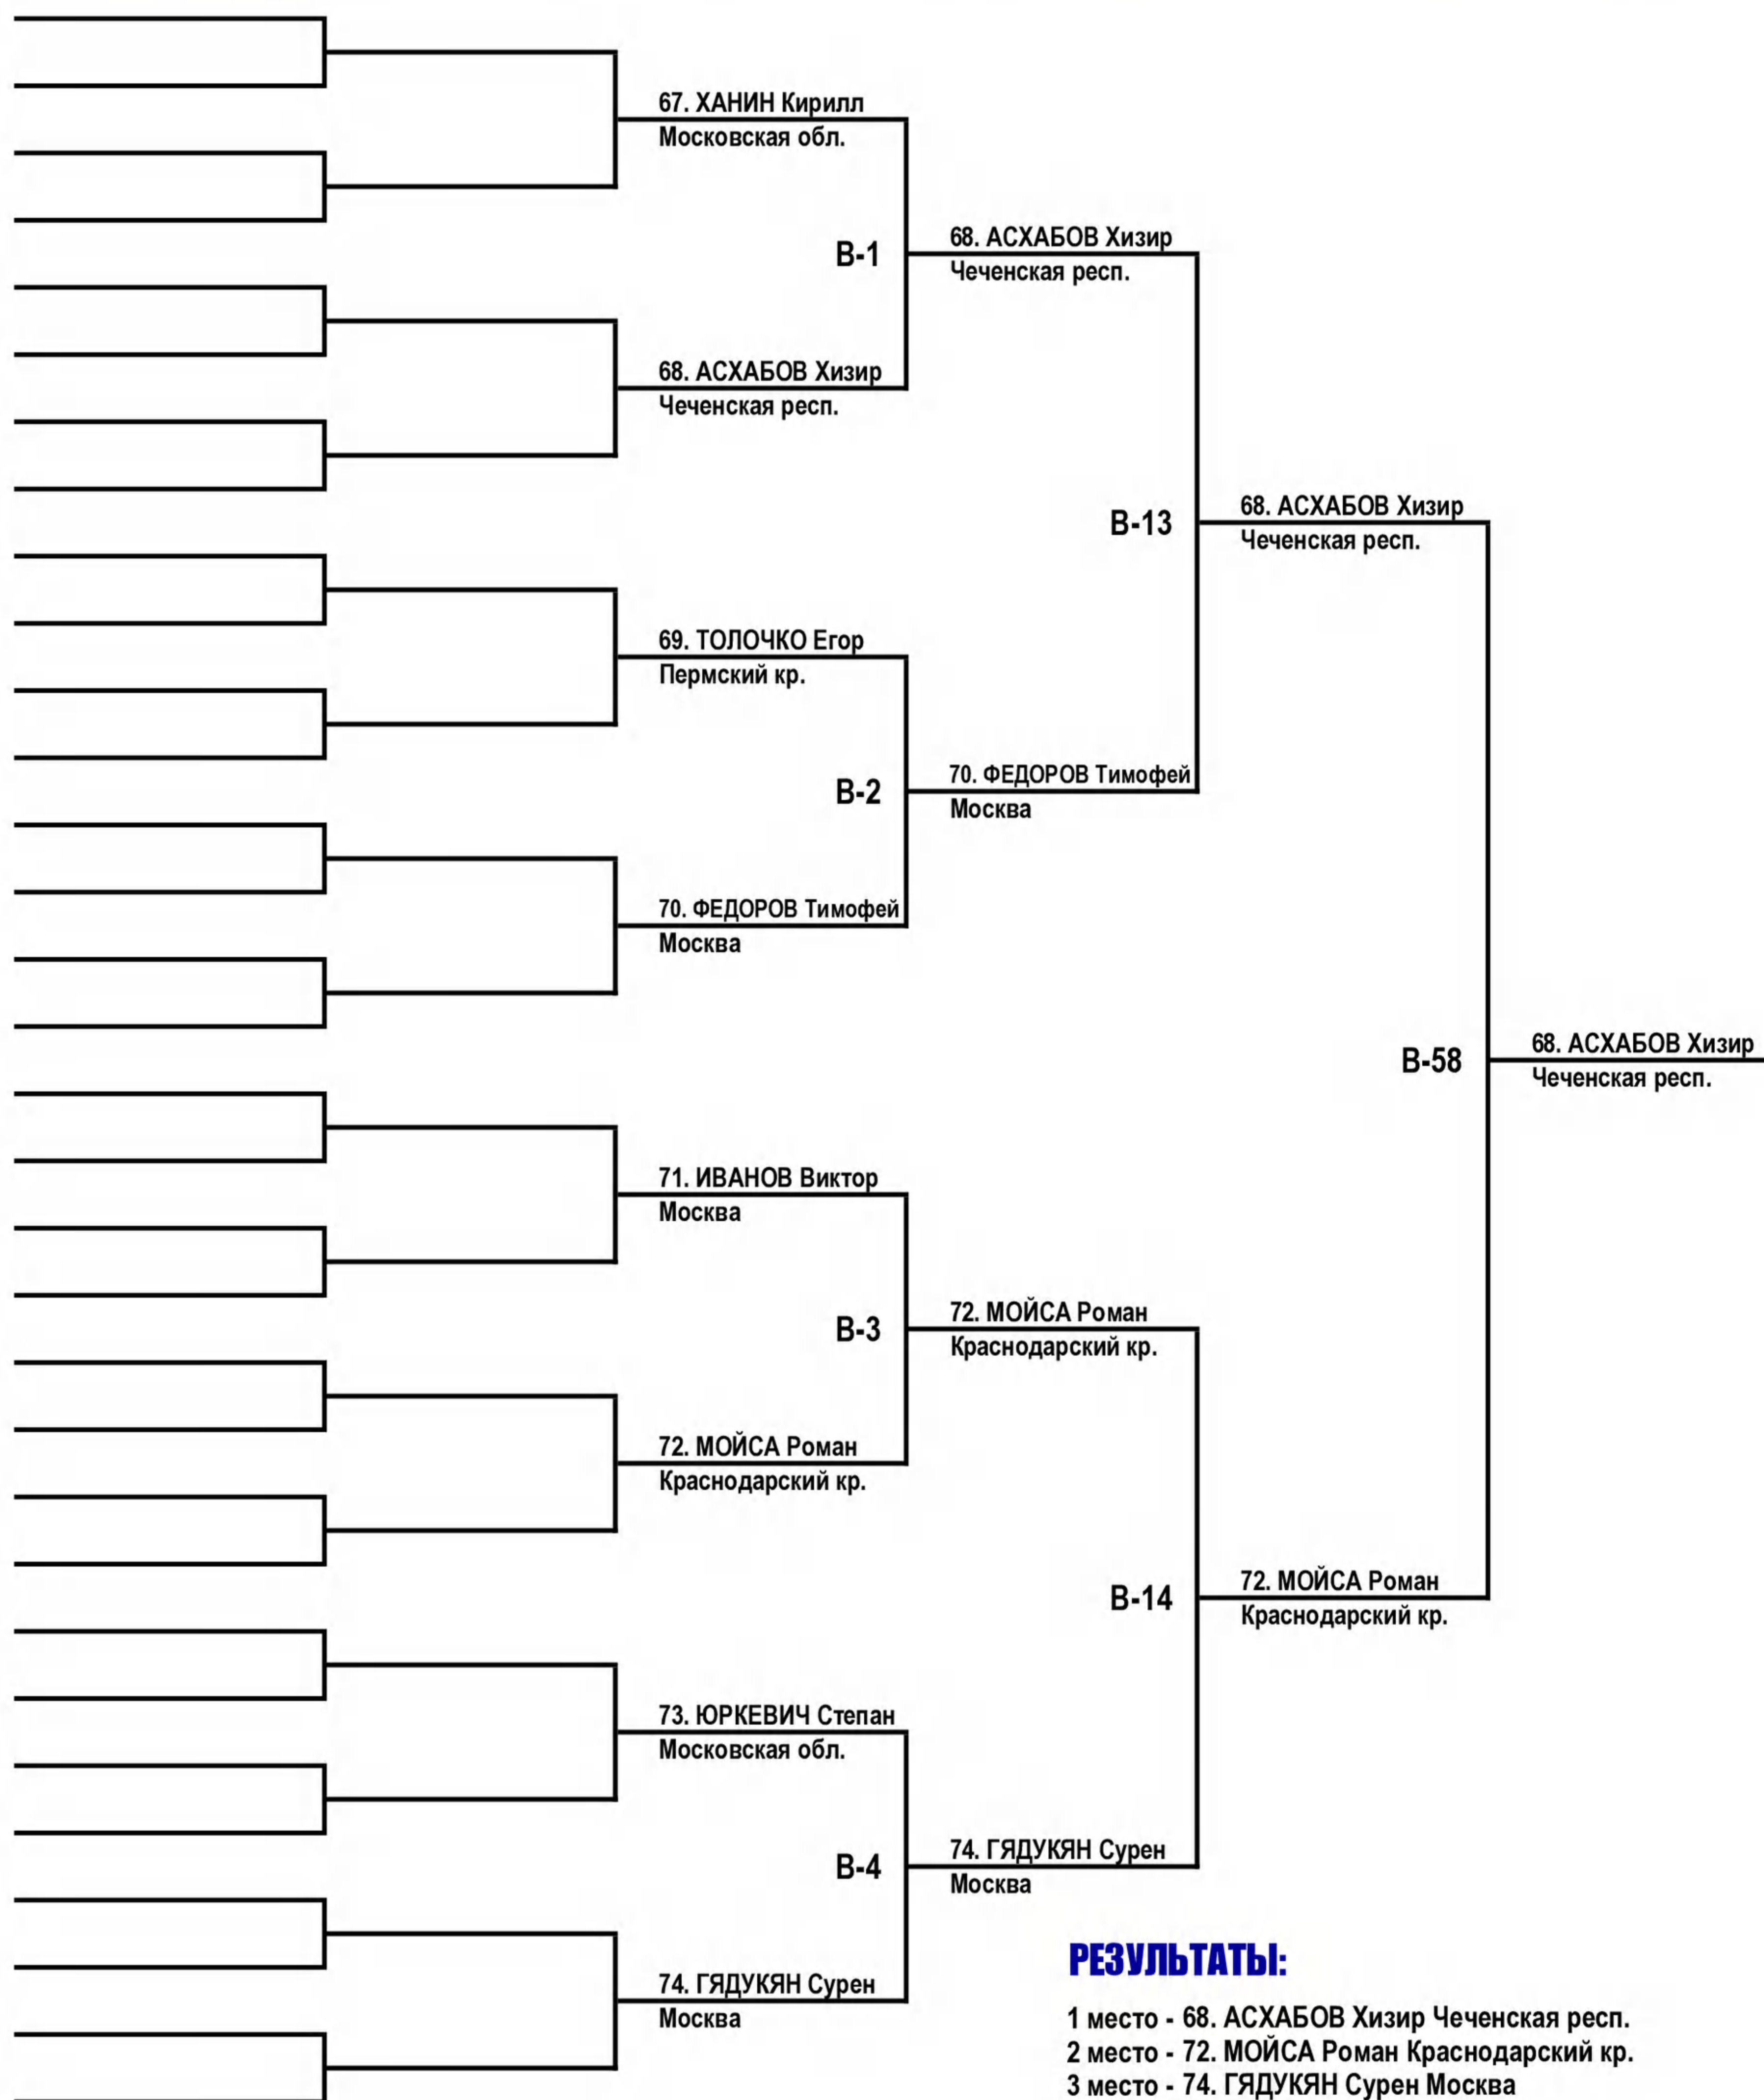 67. ХАНИН Кирилл
Московская обл.
В-1
68. АСХАБОВ Хизир
Чеченская респ.
68. АСХАБОВ Хизир
Чеченская респ.
В-13
68. АСХАБОВ Хизир
Чеченская респ.
69. ТОЛОЧКО Егор
Пермский кр.
В-2
70. ФЕДОРОВ Тимофей
Москва
70. ФЕДОРОВ Тимофей
Москва
В-58
68. АСХАБОВ Хизир
Чеченская респ.
71. ИВАНОВ Виктор
Москва
В-3
72. МОЙСА Роман
Краснодарский кр.
72. МОЙСА Роман
Краснодарский кр.
В-14
72. МОЙСА Роман
Краснодарский кр.
73. ЮРКЕВИЧ Степан
Московская обл.
В-4
74. ГЯДУКЯН Сурен
Москва
74. ГЯДУКЯН Сурен
Москва
РЕЗУЛЬТАТЫ:
1 место - 68. АСХАБОВ Хизир Чеченская респ.
2 место - 72. МОЙСА Роман Краснодарский кр.
3 место - 74. ГЯДУКЯН Сурен Москва